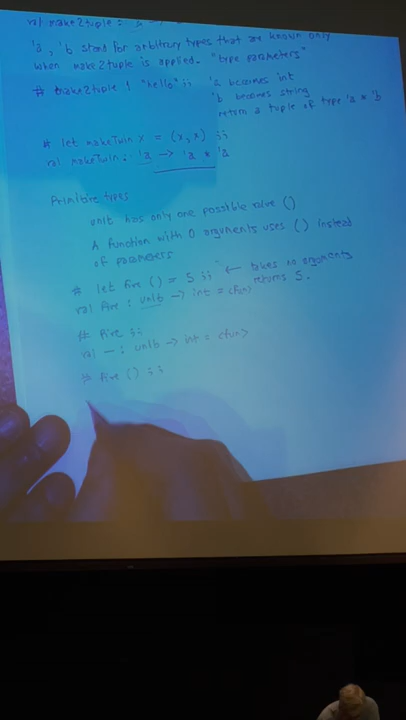 val make2tuple : 'a → 
'a, 'b stand for arbitrary types that are known only
when make2tuple is applied. "type parameters"
# make2tuple 1 "hello";; 'a becomes int
'b becomes string
return a tuple of type 'a * 'b
# let makeTwin x = (x, x) ;;
val makeTwin : 'a → 'a * 'a
Primitive types
unit has only one possible value ()
A function with 0 arguments uses () instead
of parameters
# let five () = 5 ;; ← takes no arguments
returns 5.
val five : unit → int = <fun>
# five ;;
val — : unit → int = <fun>
# five () ;;